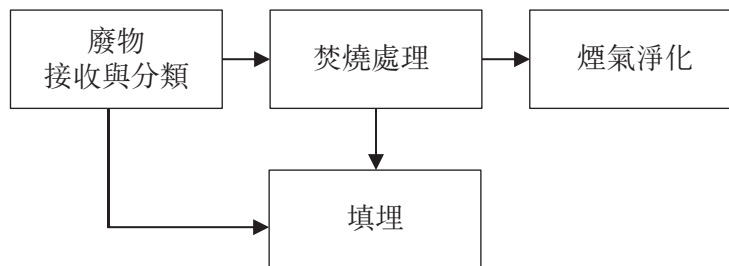 廢物
接收與分類
焚燒處理
煙氣淨化
填埋